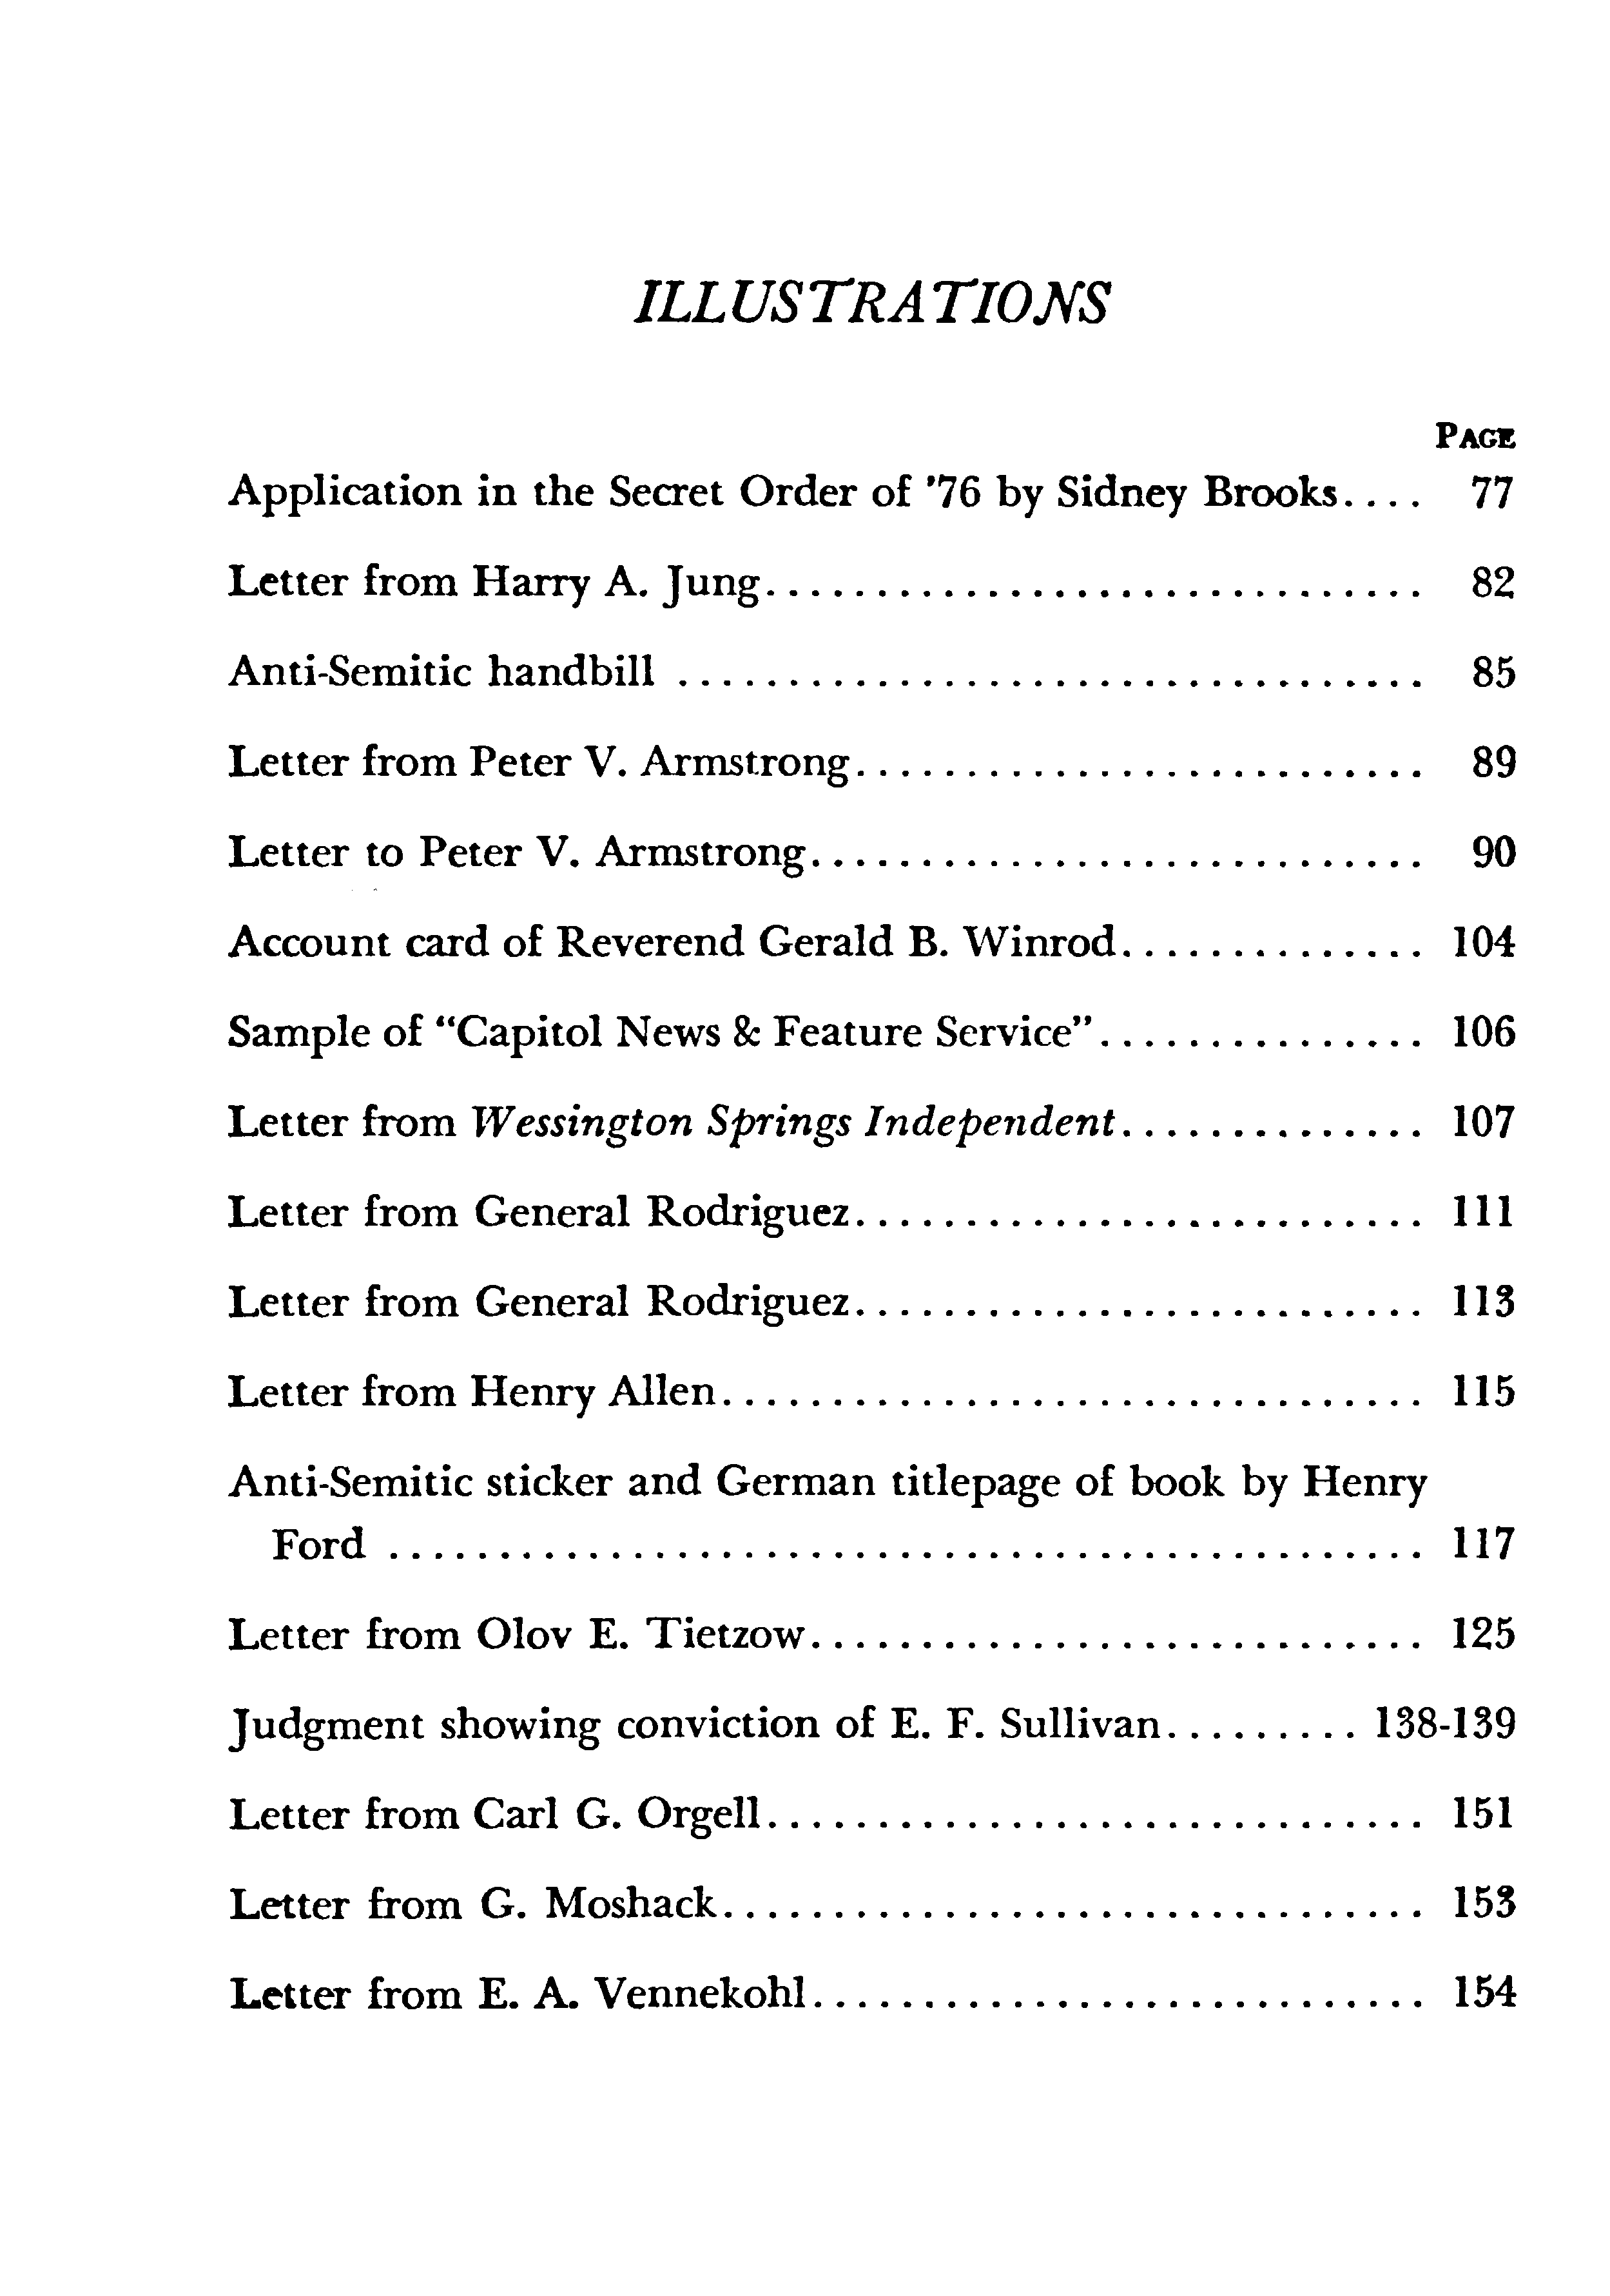 ILLUSTRATIONS
PAGE
Application in the Secret Order of '76 by Sidney Brooks.... 77
Letter from Harry A. Jung.............................. 82
Anti-Semitic handbill .................................. 85
Letter from Peter V. Armstrong.......................... 89
Letter to Peter V. Armstrong............................ 90
Account card of Reverend Gerald B. Winrod.............. 104
Sample of “Capitol News & Feature Service”............... 106
Letter from Wessington Springs Independent.............. 107
Letter from General Rodriguez.......................... 111
Letter from General Rodriguez.......................... 113
Letter from Henry Allen................................ 115
Anti-Semitic sticker and German titlepage of book by Henry
Ford ............................................... 117
Letter from Olov E. Tietzow............................ 125
Judgment showing conviction of E. F. Sullivan......... 138-139
Letter from Carl G. Orgell.............................. 151
Letter from G. Moshack................................ 153
Letter from E. A. Vennekohl............................ 154